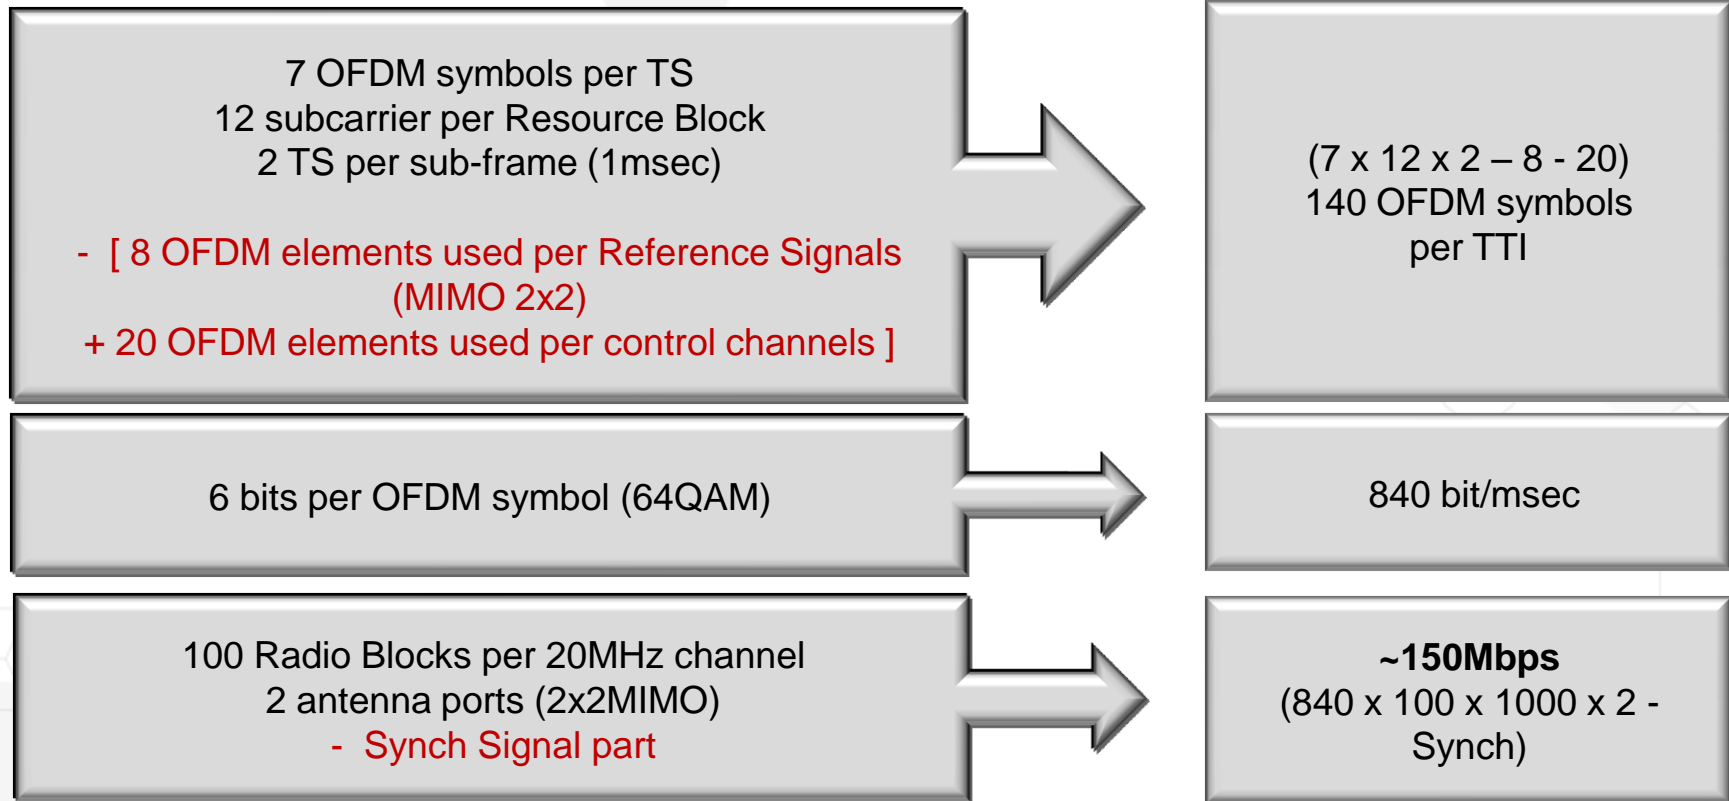 7 OFDM symbols per TS
12 subcarrier per Resource Block
2 TS per sub-frame (1msec)
- [ 8 OFDM elements used per Reference Signals
(MIMO 2x2)
+ 20 OFDM elements used per control channels ]
(7 x 12 x 2 – 8 - 20)
140 OFDM symbols
per TTI
6 bits per OFDM symbol (64QAM)
840 bit/msec
100 Radio Blocks per 20MHz channel
2 antenna ports (2x2MIMO)
- Synch Signal part
~150Mbps
(840 x 100 x 1000 x 2 -
Synch)